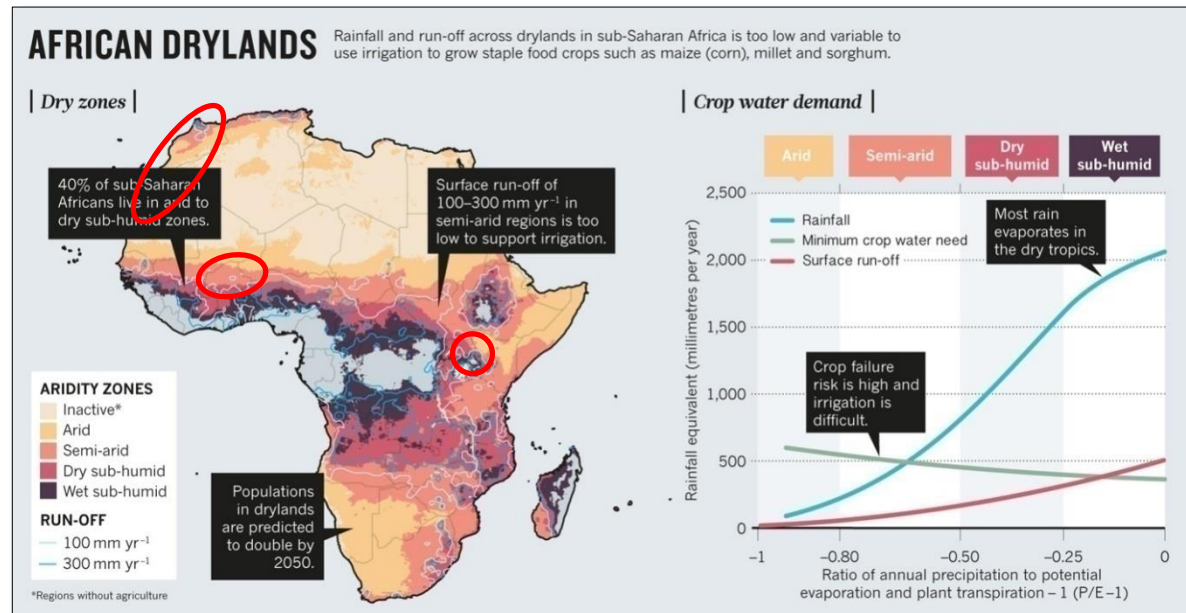 AFRICAN DRYLANDS
Rainfall and run-off across drylands in sub-Saharan Africa is too low and variable to
use irrigation to grow staple food crops such as maize (corn), millet and sorghum.
Dry zones
40% of sub-Saharan
Africans live in arid to
dry sub-humid zones.
Surface run-off of
100–300 mm yr⁻¹ in
semi-arid regions is too
low to support irrigation.
ARIDITY ZONES
Inactive*
Arid
Semi-arid
Dry sub-humid
Wet sub-humid
RUN-OFF
100 mm yr⁻¹
300 mm yr⁻¹
*Regions without agriculture
Populations
in drylands
are predicted
to double by
2050.
Crop water demand
Arid
Semi-arid
Dry
sub-humid
Wet
sub-humid
Rainfall
Minimum crop water need
Surface run-off
Most rain
evaporates in
the dry tropics.
Crop failure
risk is high and
irrigation is
difficult.
Rainfall equivalent (millimetres per year)
2,500
2,000
1,500
1,000
500
0
–1
–0.80
–0.50
–0.25
0
Ratio of annual precipitation to potential
evaporation and plant transpiration – 1 (P/E –1)